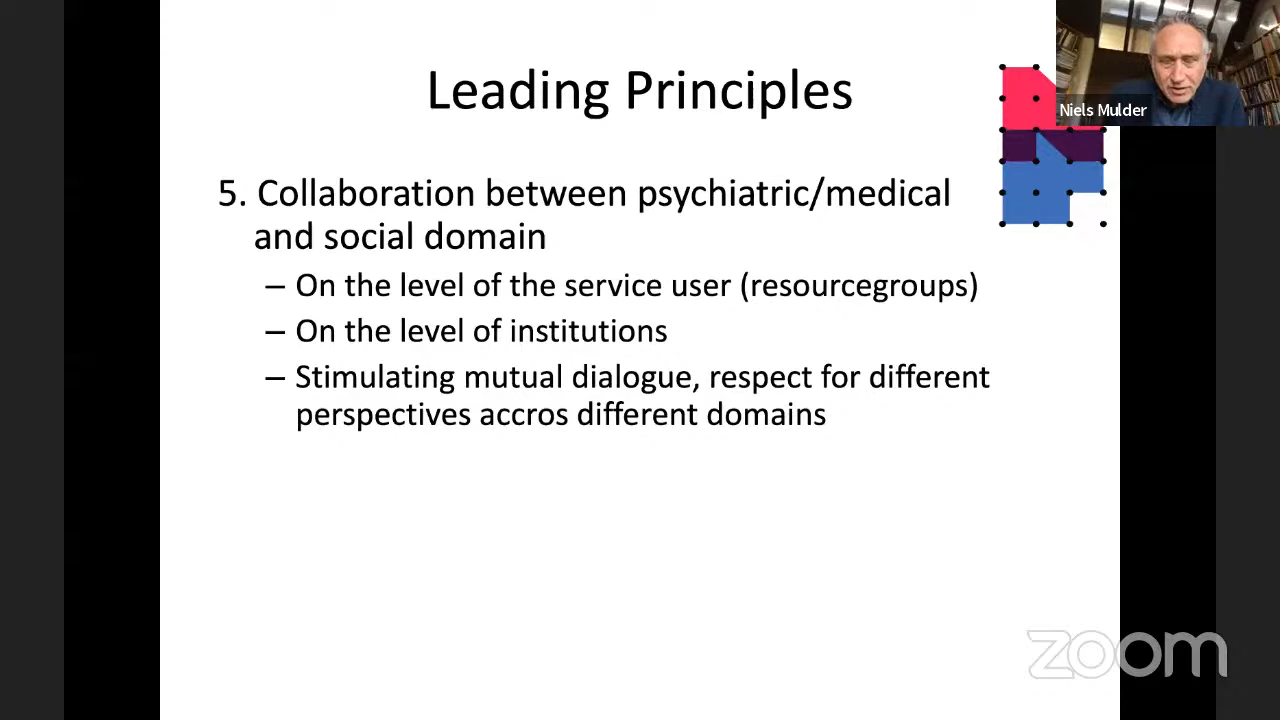 Leading Principles
Niels Mulder
5. Collaboration between psychiatric/medical
and social domain
– On the level of the service user (resourcegroups)
– On the level of institutions
– Stimulating mutual dialogue, respect for different
perspectives accros different domains
zoom